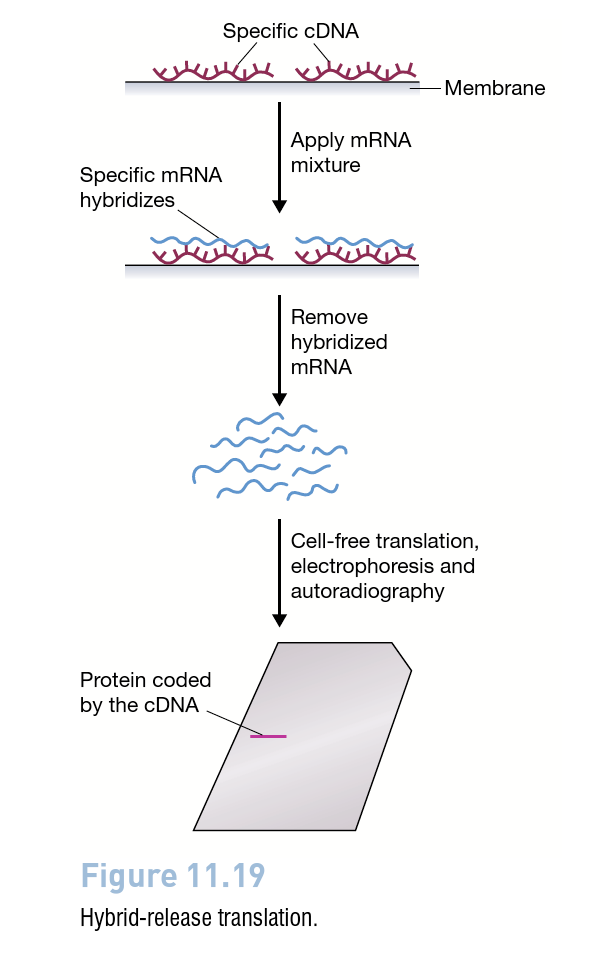 Specific cDNA
Membrane
Apply mRNA
mixture
Specific mRNA
hybridizes
Remove
hybridized
mRNA
Cell-free translation,
electrophoresis and
autoradiography
Protein coded
by the cDNA
Figure 11.19
Hybrid-release translation.